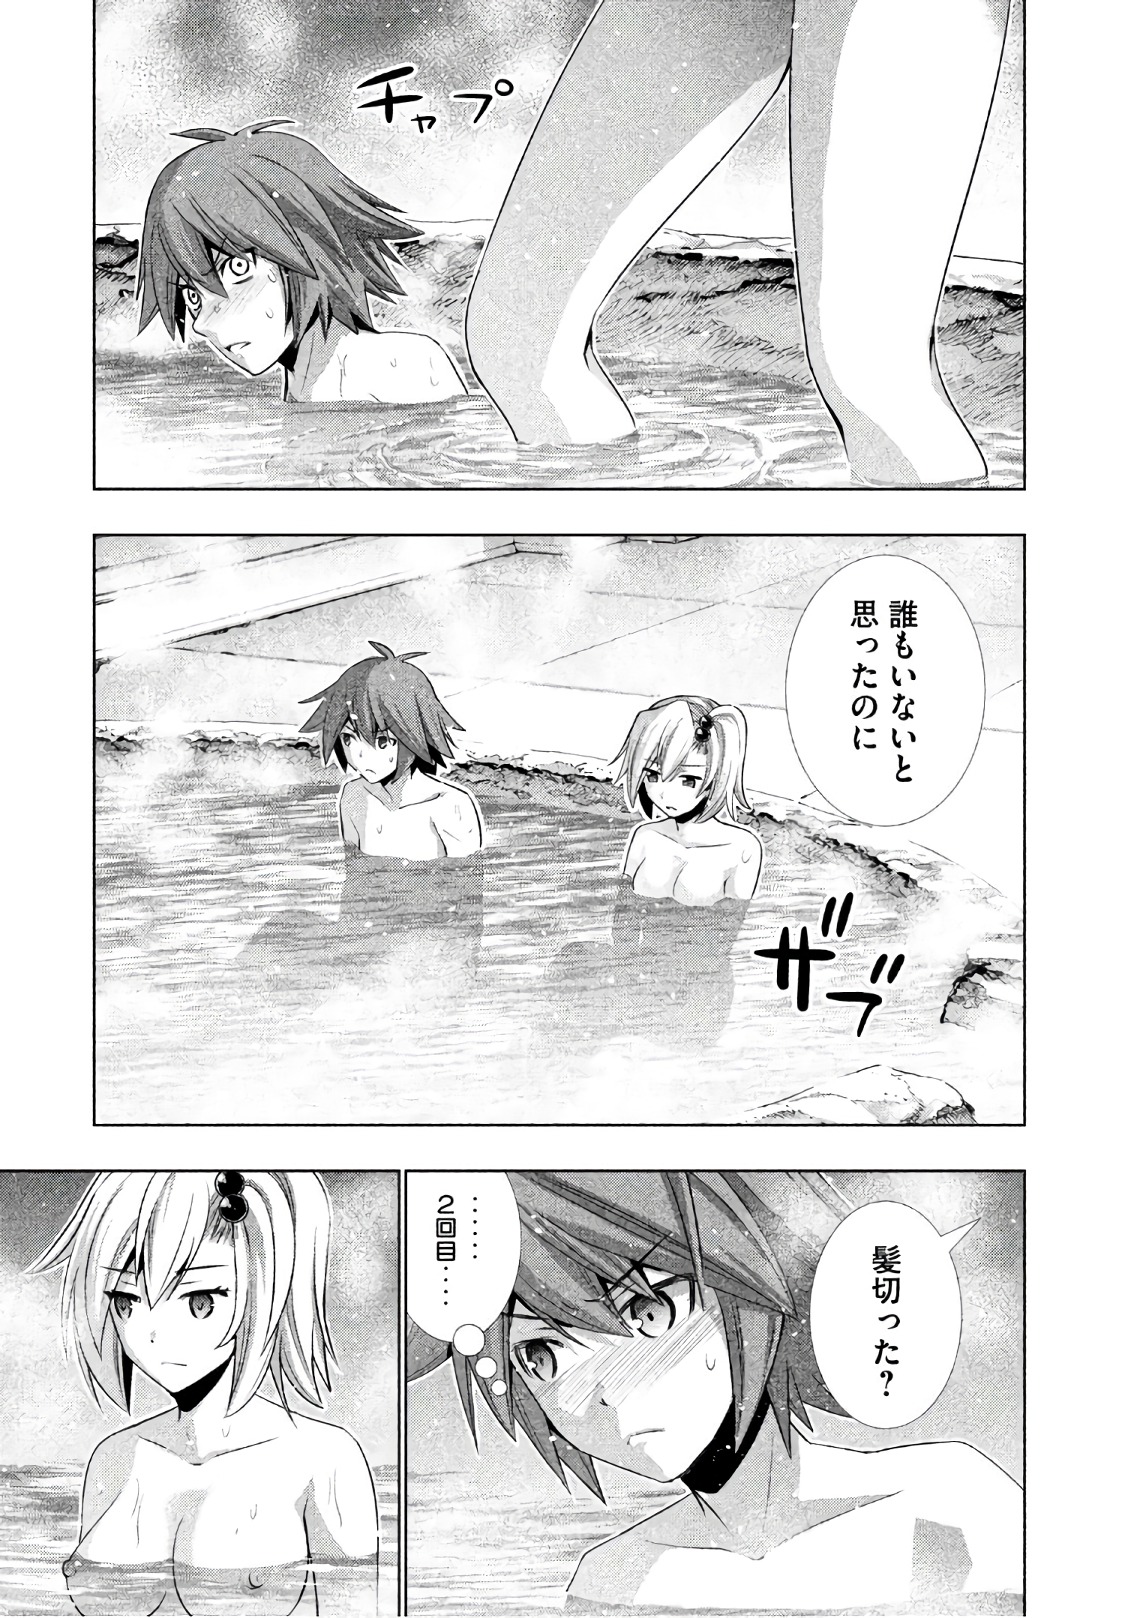 チャプ
誰もいないと
思ったのに
ザブ
髪切った?
‥‥‥
2回目‥‥